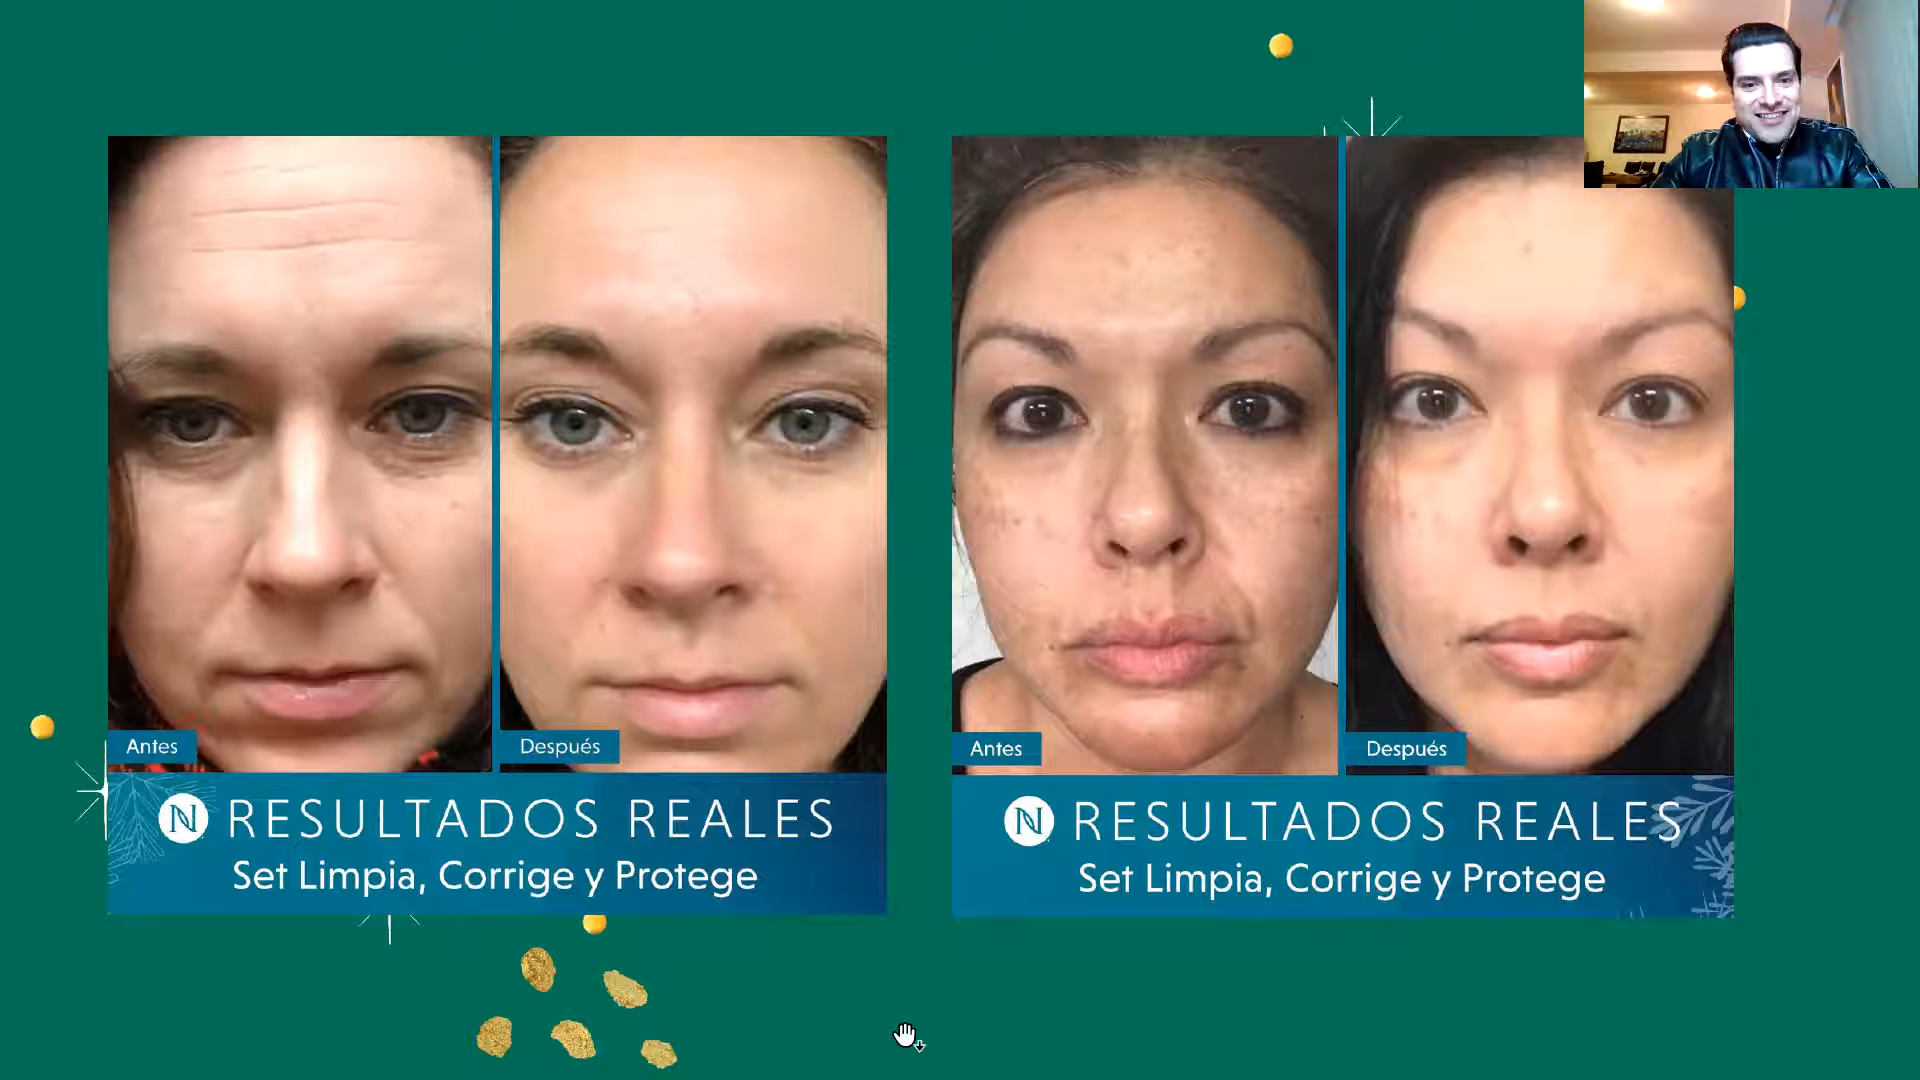 Antes
Después
N RESULTADOS REALES
Set Limpia, Corrige y Protege
Antes
Después
N RESULTADOS REALES
Set Limpia, Corrige y Protege